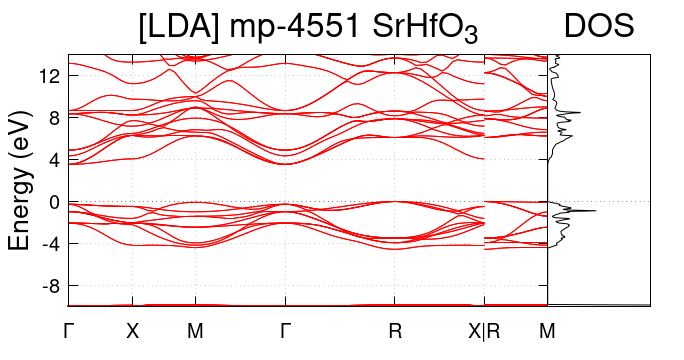 [LDA] mp-4551 SrHfO3 DOS
Energy (eV)
12
8
4
0
-4
-8
Γ X M Γ R X|R M